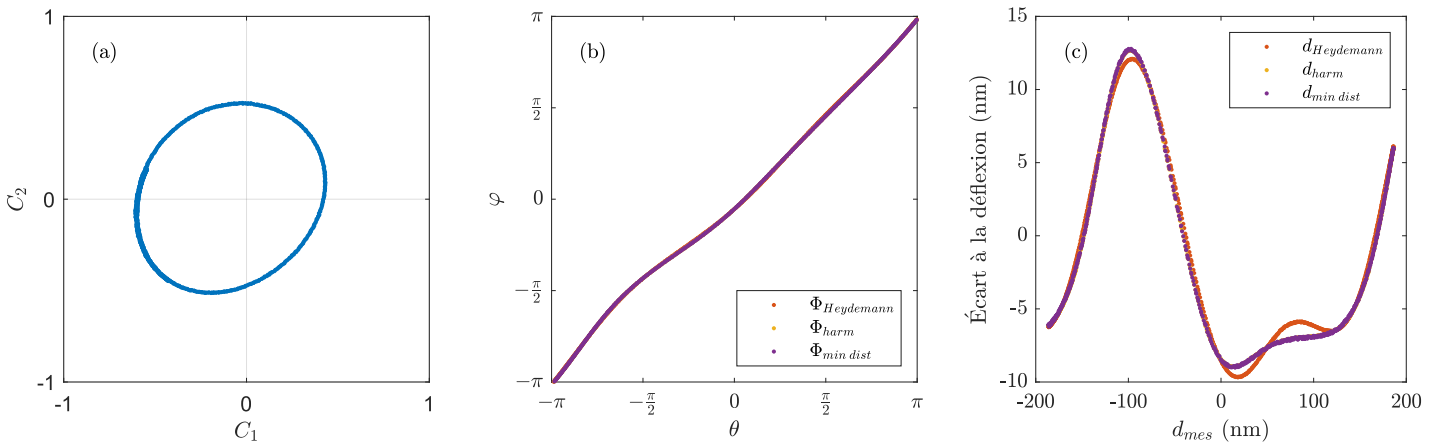 (a)
1
0
-1
-1
0
1
C₂
C₁
(b)
π
π/2
0
-π/2
-π
-π
-π/2
0
π/2
π
φ
θ
Φ_Heydemann
Φ_harm
Φ_min dist
(c)
15
10
5
0
-5
-10
-200
-100
0
100
200
Écart à la déflexion (nm)
d_mes (nm)
d_Heydemann
d_harm
d_min dist